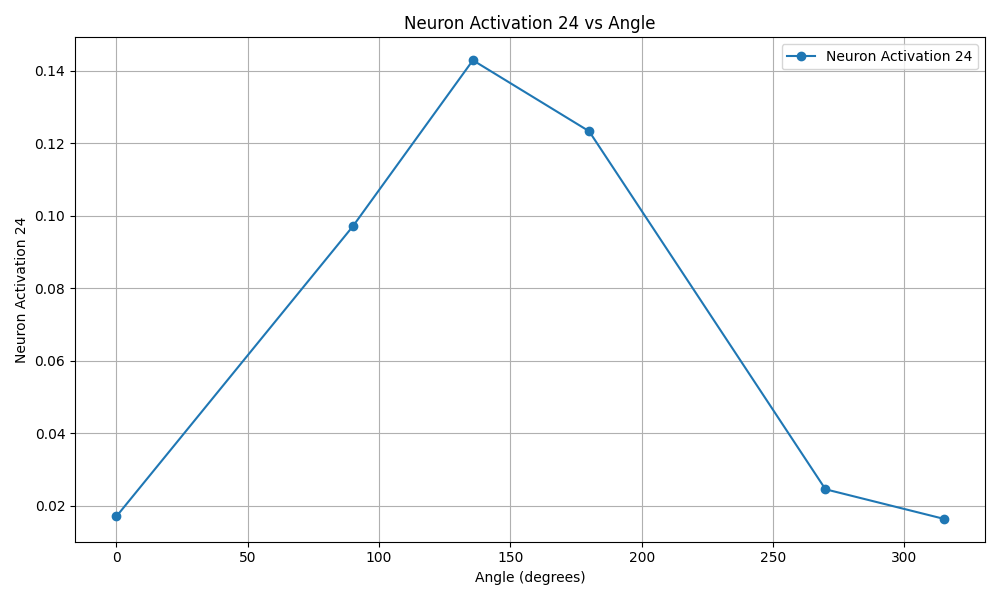 Neuron Activation 24 vs Angle
Neuron Activation 24
Neuron Activation 24
0.14
0.12
0.10
0.08
0.06
0.04
0.02
0 50 100 150 200 250 300
Angle (degrees)